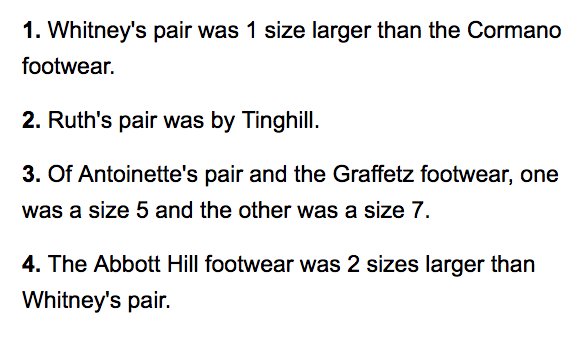 1. Whitney's pair was 1 size larger than the Cormano
footwear.
2. Ruth's pair was by Tinghill.
3. Of Antoinette's pair and the Graffetz footwear, one
was a size 5 and the other was a size 7.
4. The Abbott Hill footwear was 2 sizes larger than
Whitney's pair.